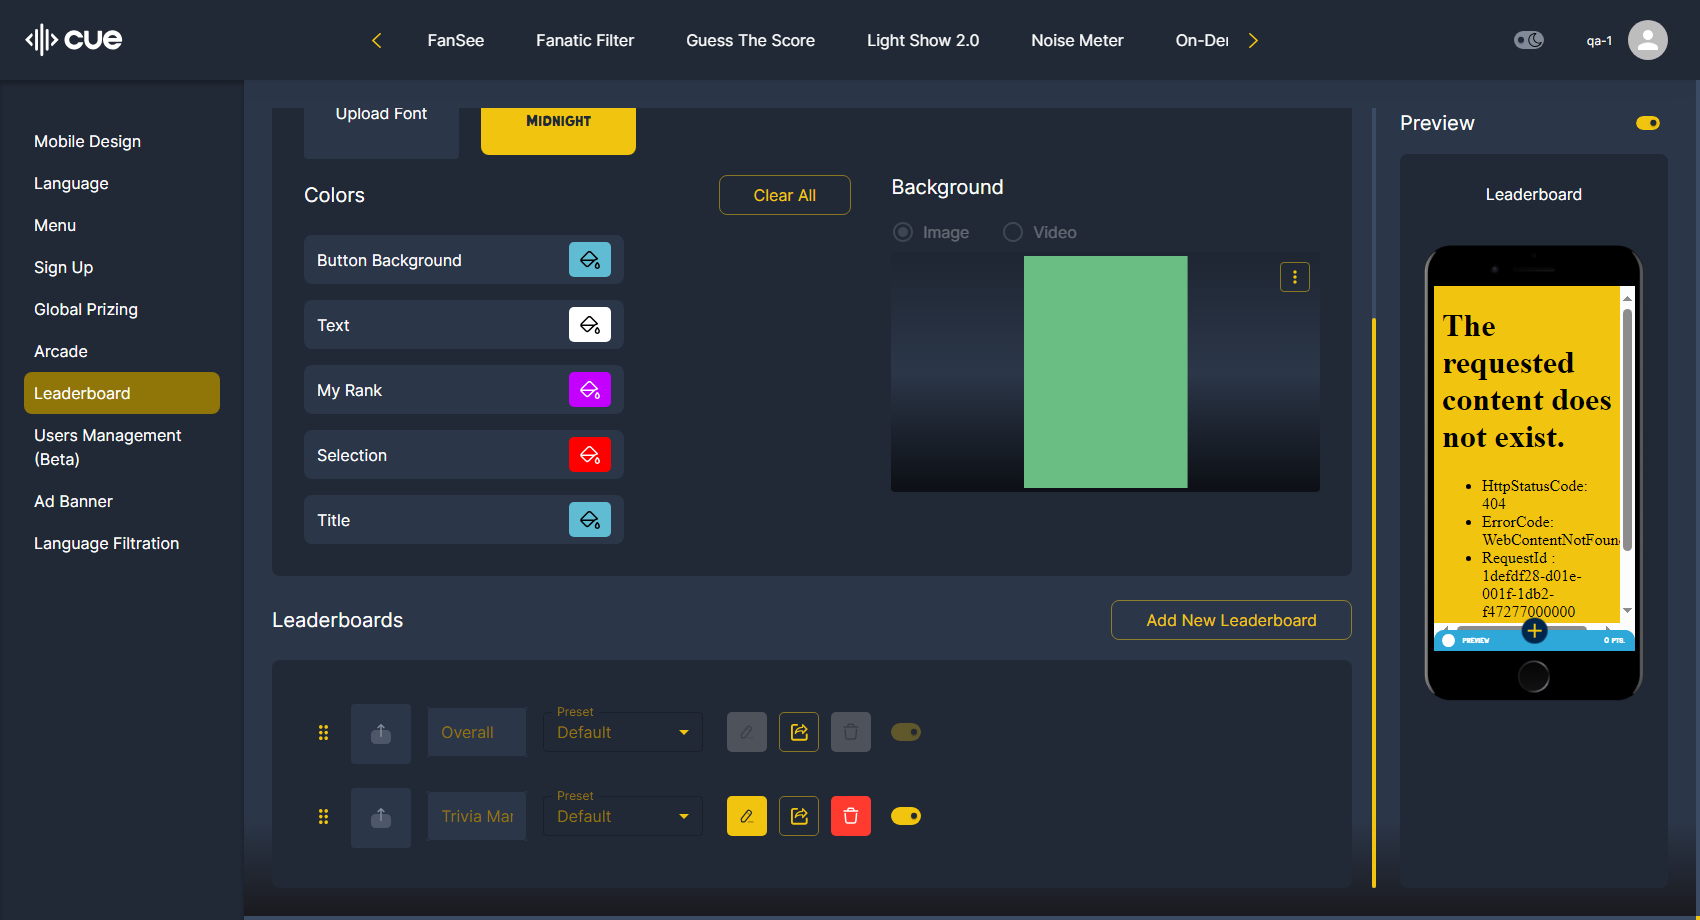 cue
FanSee
Fanatic Filter
Guess The Score
Light Show 2.0
Noise Meter
On-De
qa-1
Mobile Design
Language
Menu
Sign Up
Global Prizing
Arcade
Leaderboard
Users Management
(Beta)
Ad Banner
Language Filtration
Upload Font
MIDNIGHT
Colors
Clear All
Button Background
Text
My Rank
Selection
Title
Background
Image
Video
Leaderboards
Add New Leaderboard
Overall
Preset
Default
Trivia Mar
Preset
Default
Preview
Leaderboard
The
requested
content does
not exist.
• HttpStatusCode:
404
• ErrorCode:
WebContentNotFoun
• RequestId :
1defdf28-d01e-
001f-1db2-
f47277000000
PREVIEW
0 PTS.